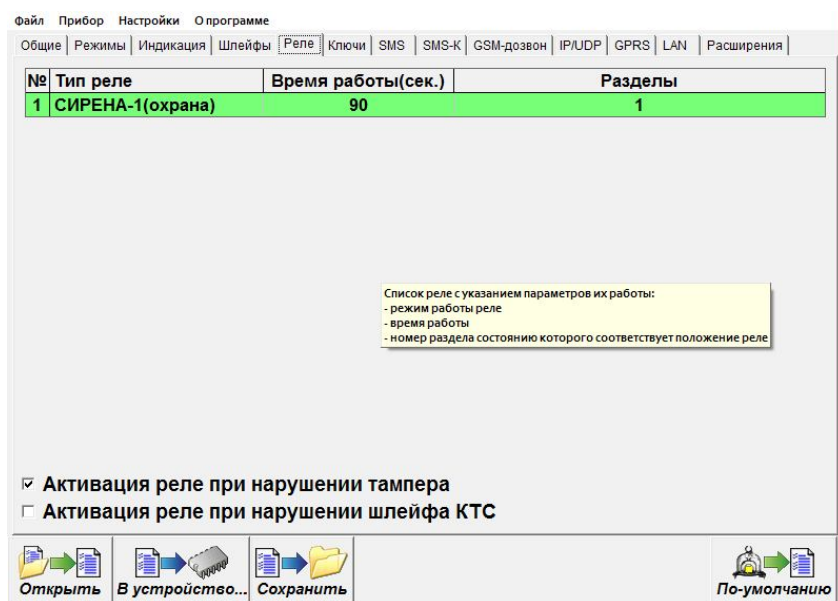 Файл Прибор Настройки О программе
Общие Режимы Индикация Шлейфы Реле Ключи SMS SMS-K GSM-дозвон IP/UDP GPRS LAN Расширения
№ Тип реле Время работы(сек.) Разделы
1 СИРЕНА-1(охрана) 90 1
Список реле с указанием параметров их работы:
- режим работы реле
- время работы
- номер раздела состоянию которого соответствует положение реле
Активация реле при нарушении тампера
Активация реле при нарушении шлейфа КТС
Открыть В устройство... Сохранить По-умолчанию